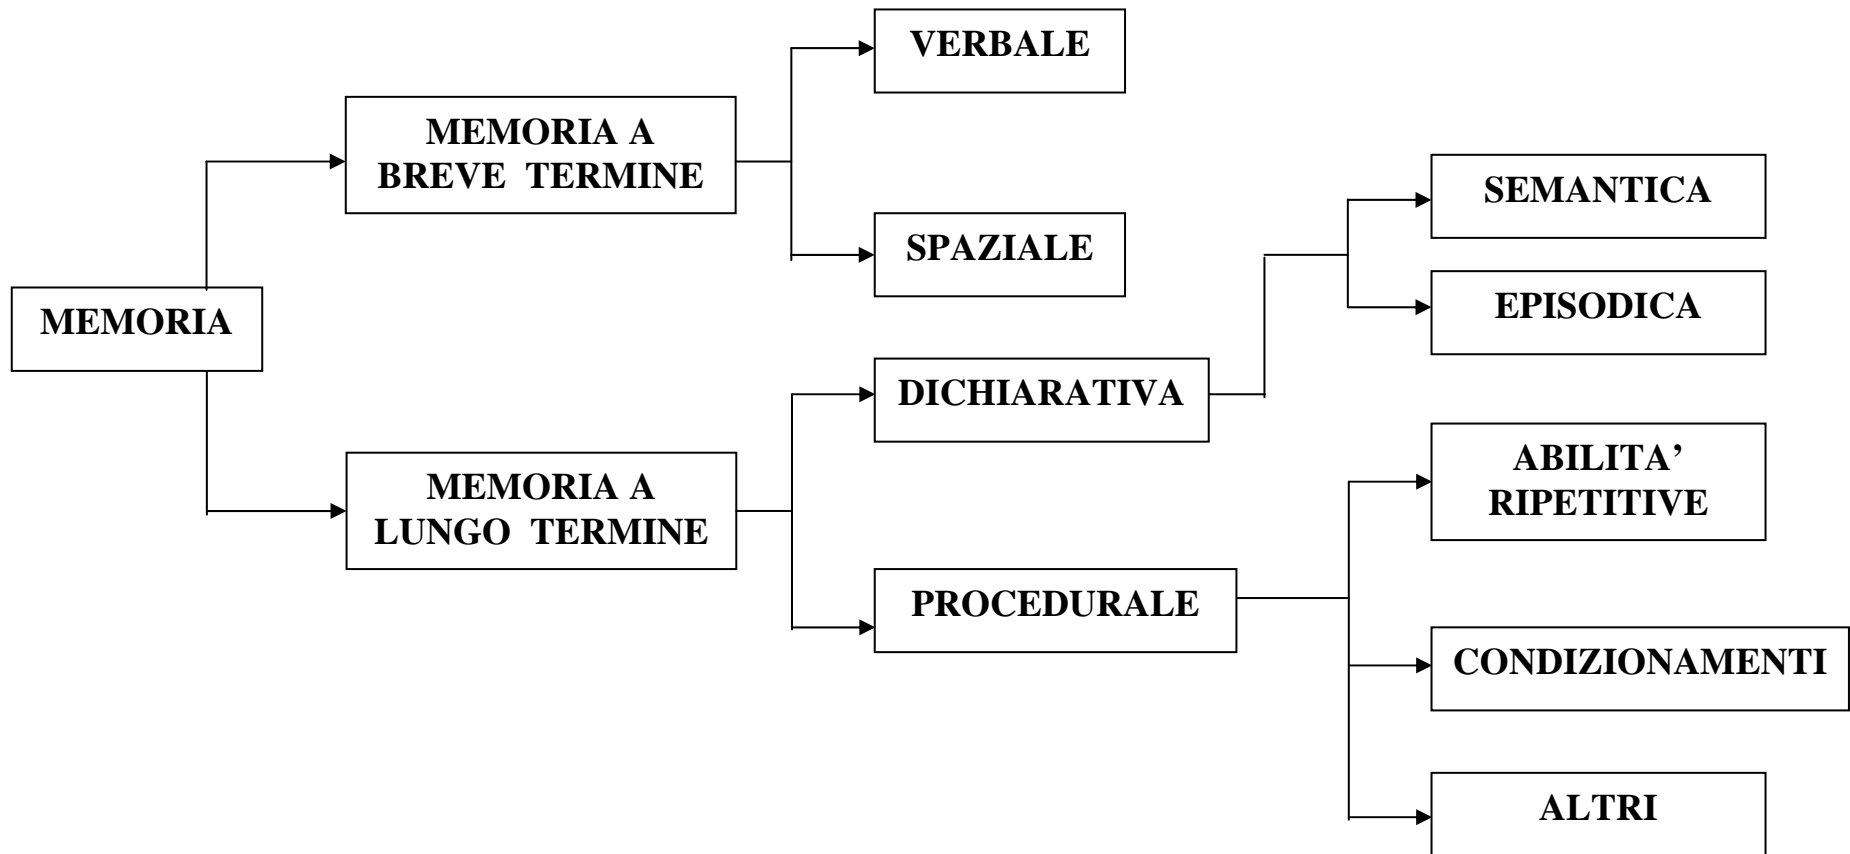 VERBALE
MEMORIA A
BREVE TERMINE
SEMANTICA
SPAZIALE
EPISODICA
MEMORIA
DICHIARATIVA
ABILITA’
RIPETITIVE
MEMORIA A
LUNGO TERMINE
PROCEDURALE
CONDIZIONAMENTI
ALTRI